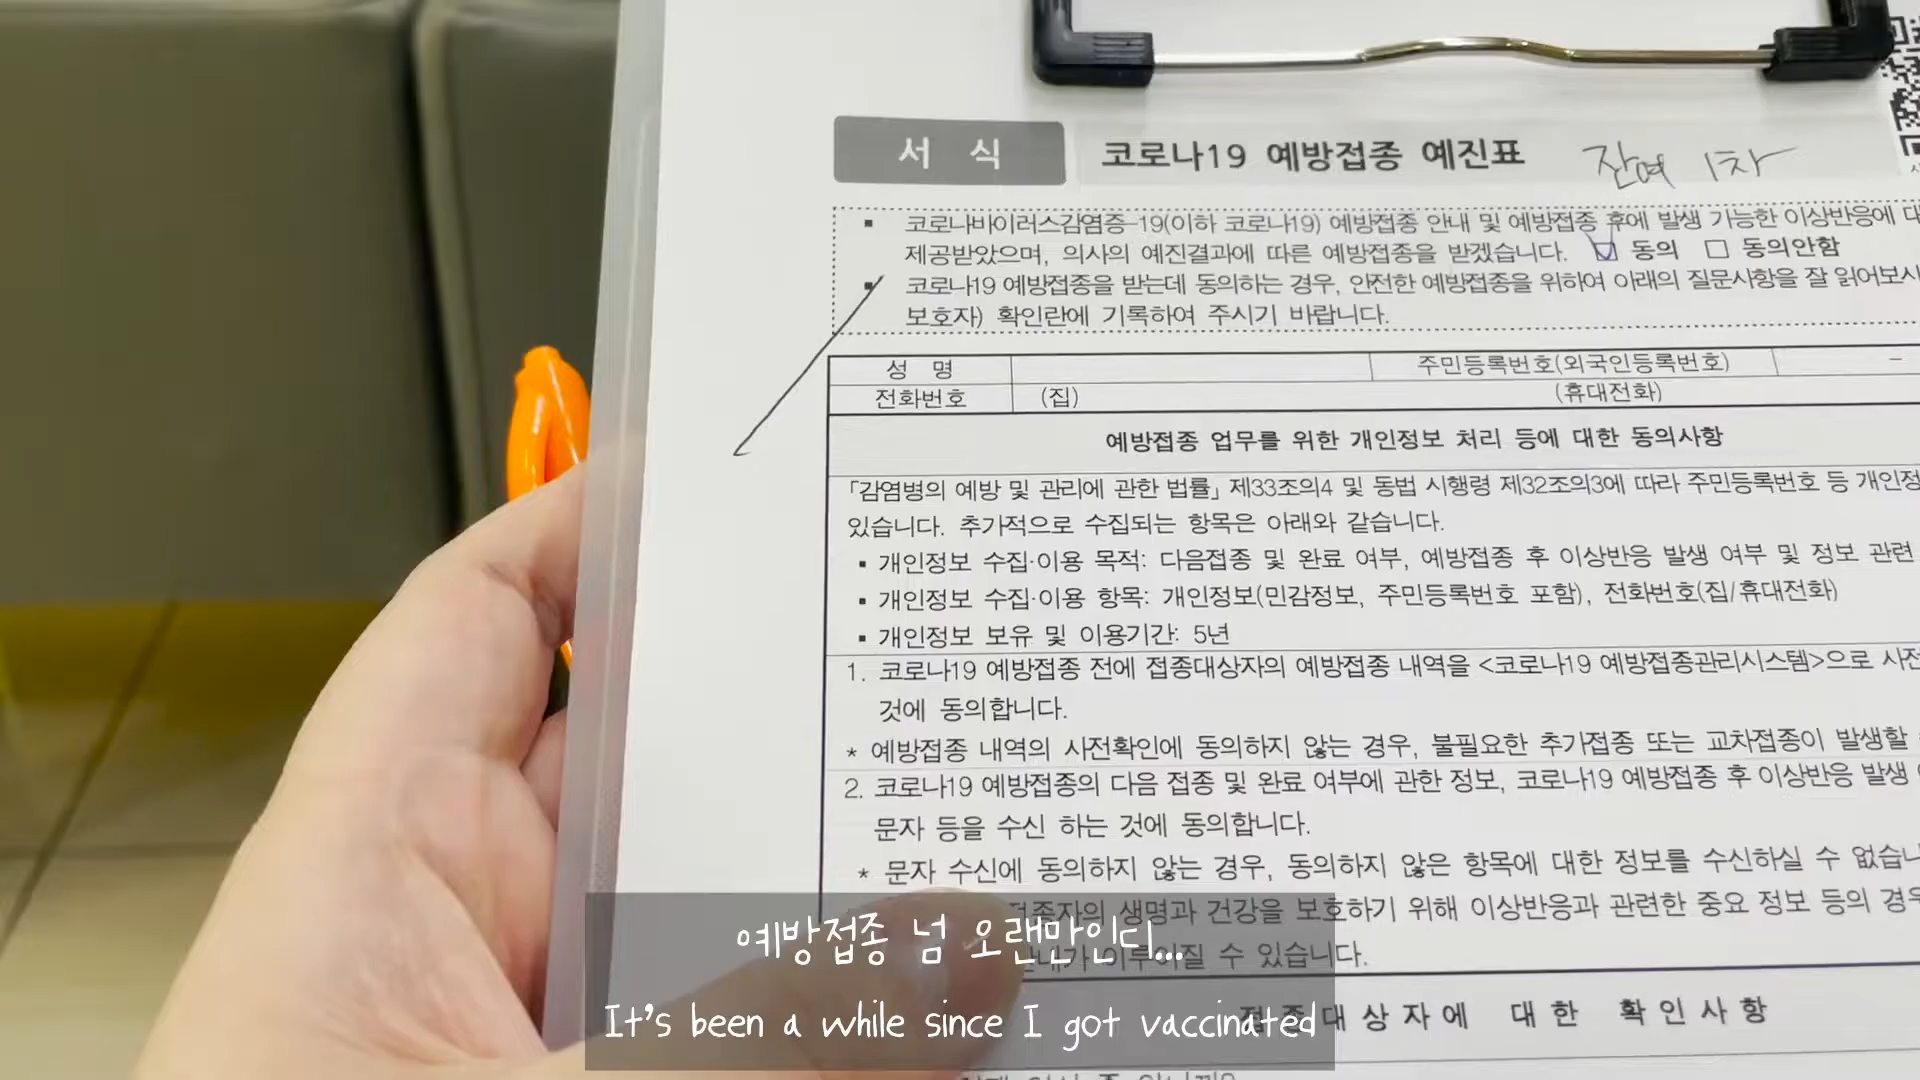 서 식
코로나19 예방접종 예진표
잔여 1차
▪ 코로나바이러스감염증-19(이하 코로나19) 예방접종 안내 및 예방접종 후에 발생 가능한 이상반응에
제공받았으며, 의사의 예진결과에 따른 예방접종을 받겠습니다. ☑ 동의 □ 동의안함
▪ 코로나19 예방접종을 받는데 동의하는 경우, 안전한 예방접종을 위하여 아래의 질문사항을 잘 읽어보시
보호자) 확인란에 기록하여 주시기 바랍니다.
성 명 주민등록번호(외국인등록번호) -
전화번호 (집) (휴대전화)
예방접종 업무를 위한 개인정보 처리 등에 대한 동의사항
「감염병의 예방 및 관리에 관한 법률」 제33조의4 및 동법 시행령 제32조의3에 따라 주민등록번호 등 개인정
있습니다. 추가적으로 수집되는 항목은 아래와 같습니다.
▪ 개인정보 수집·이용 목적: 다음접종 및 완료 여부, 예방접종 후 이상반응 발생 여부 및 정보 관련
▪ 개인정보 수집·이용 항목: 개인정보(민감정보, 주민등록번호 포함), 전화번호(집/휴대전화)
▪ 개인정보 보유 및 이용기간: 5년
1. 코로나19 예방접종 전에 접종대상자의 예방접종 내역을 <코로나19 예방접종관리시스템>으로 사전
것에 동의합니다.
* 예방접종 내역의 사전확인에 동의하지 않는 경우, 불필요한 추가접종 또는 교차접종이 발생할
2. 코로나19 예방접종의 다음 접종 및 완료 여부에 관한 정보, 코로나19 예방접종 후 이상반응 발생
문자 등을 수신 하는 것에 동의합니다.
* 문자 수신에 동의하지 않는 경우, 동의하지 않은 항목에 대한 정보를 수신하실 수 없습니
접종자의 생명과 건강을 보호하기 위해 이상반응과 관련한 중요 정보 등의 경우
안내가 이루어질 수 있습니다.
접종대상자에 대한 확인사항
예방접종 넘 오랜만인디...
It's been a while since I got vaccinated